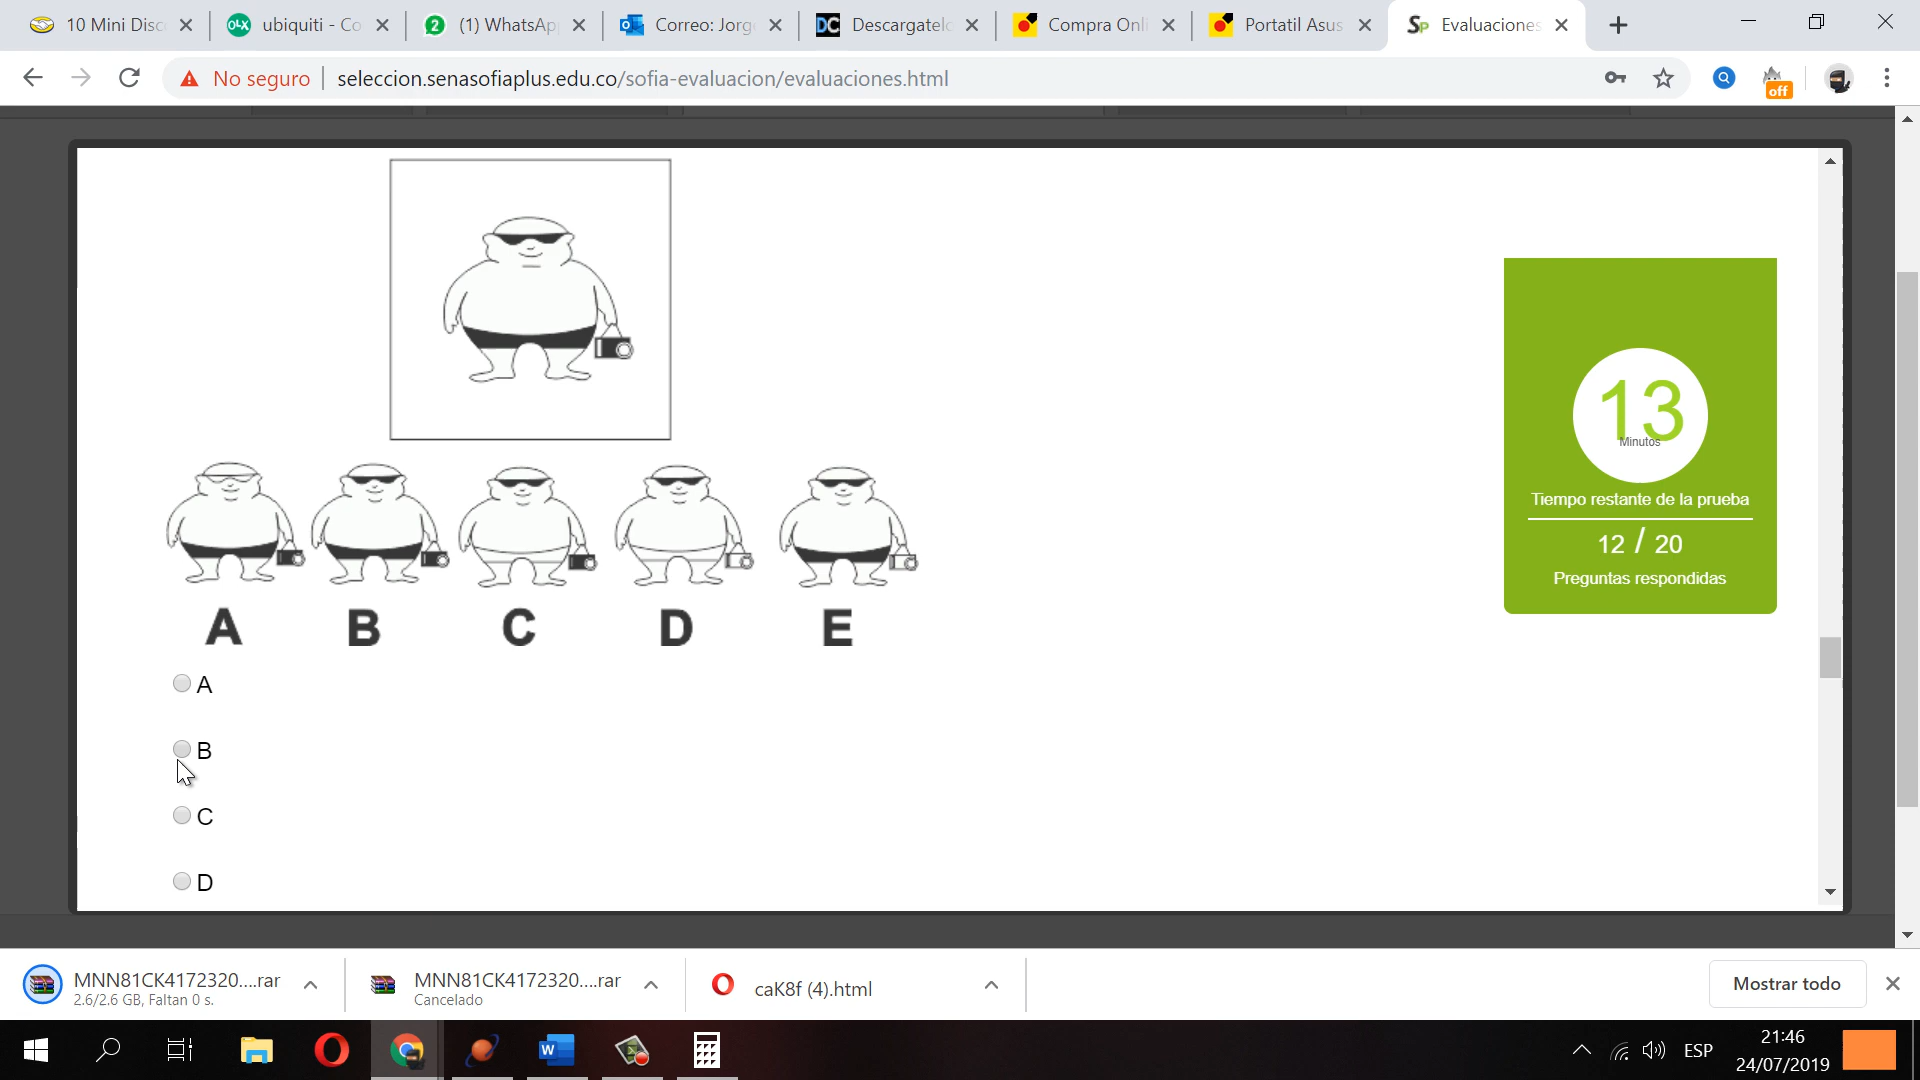 10 Mini Disc
ubiquiti - Co
(1) WhatsAp
Correo: Jorg
Descargatelo
Compra Onli
Portatil Asus
Evaluaciones
No seguro
seleccion.senasofiaplus.edu.co/sofia-evaluacion/evaluaciones.html
off
13
Minutos
Tiempo restante de la prueba
12 / 20
Preguntas respondidas
A B C D E
A
B
C
D
MNN81CK4172320....rar
2.6/2.6 GB, Faltan 0 s.
MNN81CK4172320....rar
Cancelado
caK8f (4).html
Mostrar todo
ESP
21:46
24/07/2019